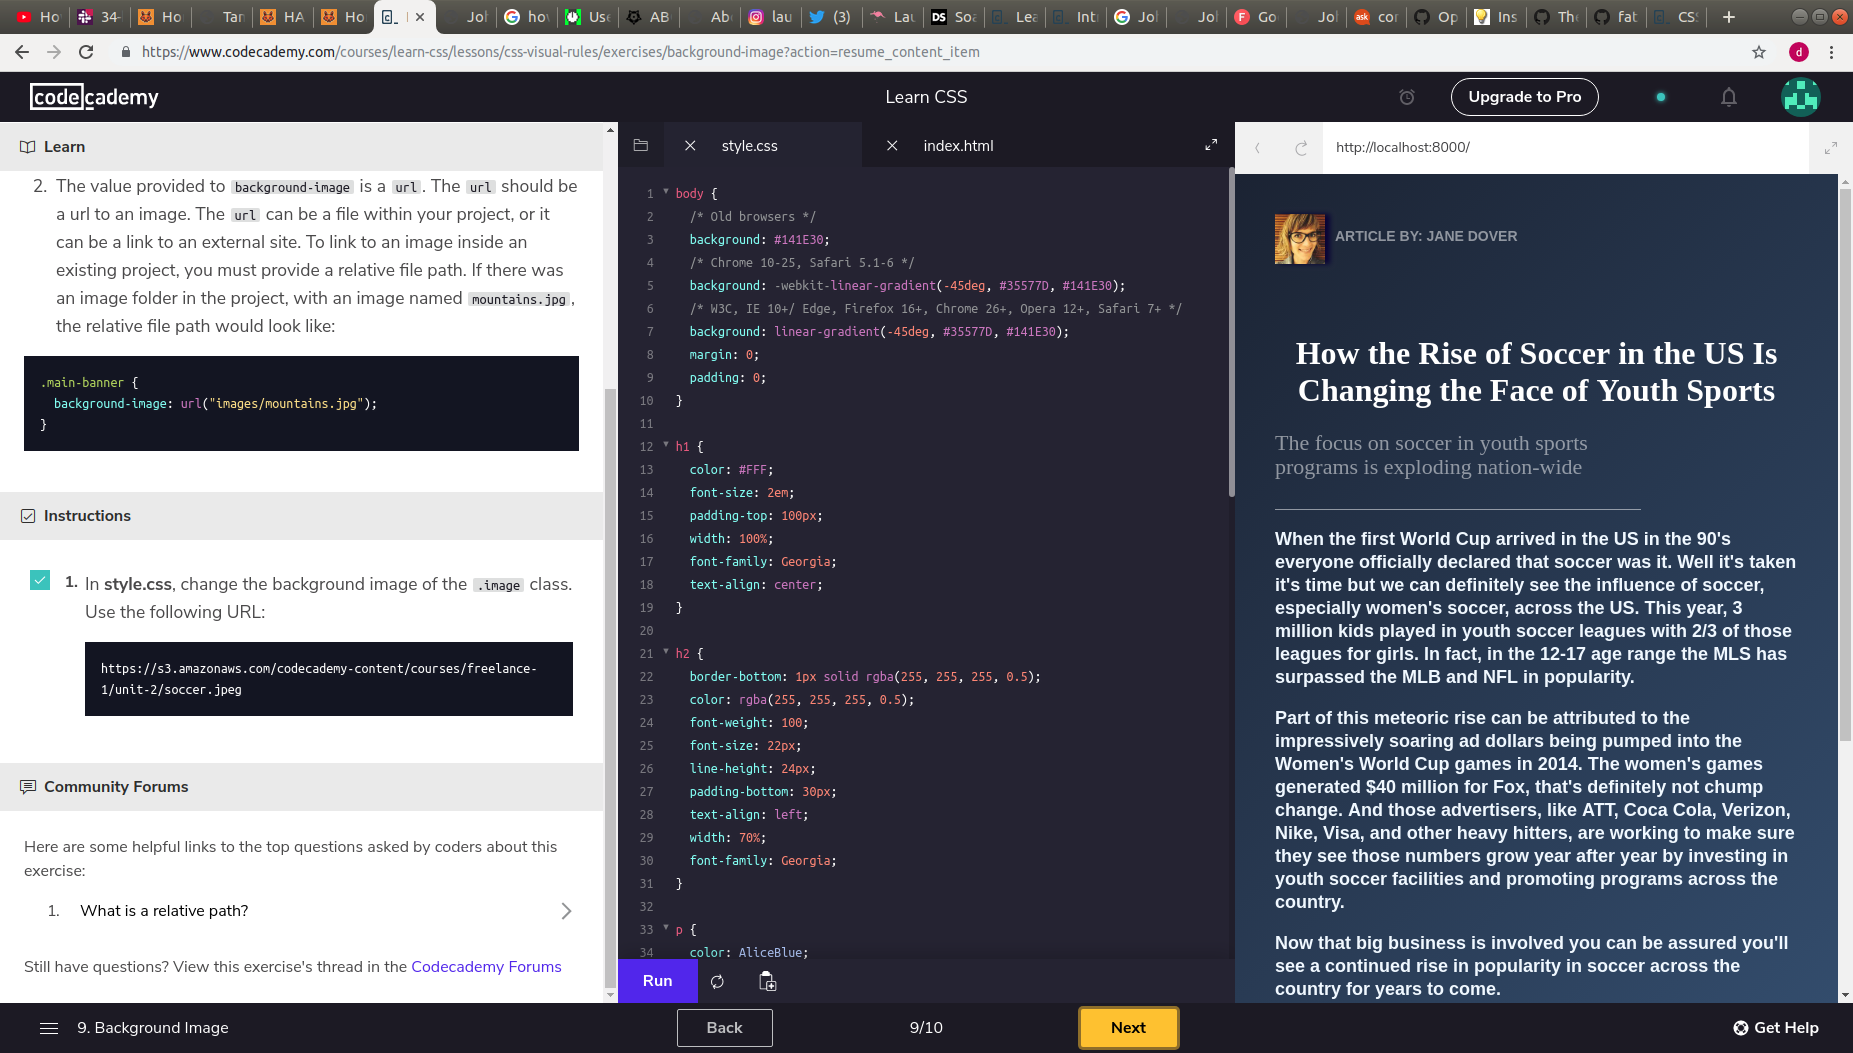 Ho
34-
Ho
Tan
HA
Ho
Joh
hov
Use
AB
Abo
lau
(3)
Lau
Soa
Lea
Int
Joh
Joh
Go
Joh
cor
Op
Ins
The
fat
CSS
https://www.codecademy.com/courses/learn-css/lessons/css-visual-rules/exercises/background-image?action=resume_content_item
d
codecademy
Learn CSS
Upgrade to Pro
Learn
2. The value provided to background-image is a url. The url should be
a url to an image. The url can be a file within your project, or it
can be a link to an external site. To link to an image inside an
existing project, you must provide a relative file path. If there was
an image folder in the project, with an image named mountains.jpg,
the relative file path would look like:
.main-banner {
background-image: url("images/mountains.jpg");
}
Instructions
1. In style.css, change the background image of the .image class.
Use the following URL:
https://s3.amazonaws.com/codecademy-content/courses/freelance-
1/unit-2/soccer.jpeg
Community Forums
Here are some helpful links to the top questions asked by coders about this
exercise:
1. What is a relative path?
Still have questions? View this exercise's thread in the Codecademy Forums
style.css
index.html
1 body {
2 /* Old browsers */
3 background: #141E30;
4 /* Chrome 10-25, Safari 5.1-6 */
5 background: -webkit-linear-gradient(-45deg, #35577D, #141E30);
6 /* W3C, IE 10+/ Edge, Firefox 16+, Chrome 26+, Opera 12+, Safari 7+ */
7 background: linear-gradient(-45deg, #35577D, #141E30);
8 margin: 0;
9 padding: 0;
10 }
11
12 h1 {
13 color: #FFF;
14 font-size: 2em;
15 padding-top: 100px;
16 width: 100%;
17 font-family: Georgia;
18 text-align: center;
19 }
20
21 h2 {
22 border-bottom: 1px solid rgba(255, 255, 255, 0.5);
23 color: rgba(255, 255, 255, 0.5);
24 font-weight: 100;
25 font-size: 22px;
26 line-height: 24px;
27 padding-bottom: 30px;
28 text-align: left;
29 width: 70%;
30 font-family: Georgia;
31 }
32
33 p {
34 color: AliceBlue;
Run
http://localhost:8000/
ARTICLE BY: JANE DOVER
How the Rise of Soccer in the US Is
Changing the Face of Youth Sports
The focus on soccer in youth sports
programs is exploding nation-wide
When the first World Cup arrived in the US in the 90's
everyone officially declared that soccer was it. Well it's taken
it's time but we can definitely see the influence of soccer,
especially women's soccer, across the US. This year, 3
million kids played in youth soccer leagues with 2/3 of those
leagues for girls. In fact, in the 12-17 age range the MLS has
surpassed the MLB and NFL in popularity.
Part of this meteoric rise can be attributed to the
impressively soaring ad dollars being pumped into the
Women's World Cup games in 2014. The women's games
generated $40 million for Fox, that's definitely not chump
change. And those advertisers, like ATT, Coca Cola, Verizon,
Nike, Visa, and other heavy hitters, are working to make sure
they see those numbers grow year after year by investing in
youth soccer facilities and promoting programs across the
country.
Now that big business is involved you can be assured you'll
see a continued rise in popularity in soccer across the
country for years to come.
9. Background Image
Back
9/10
Next
Get Help